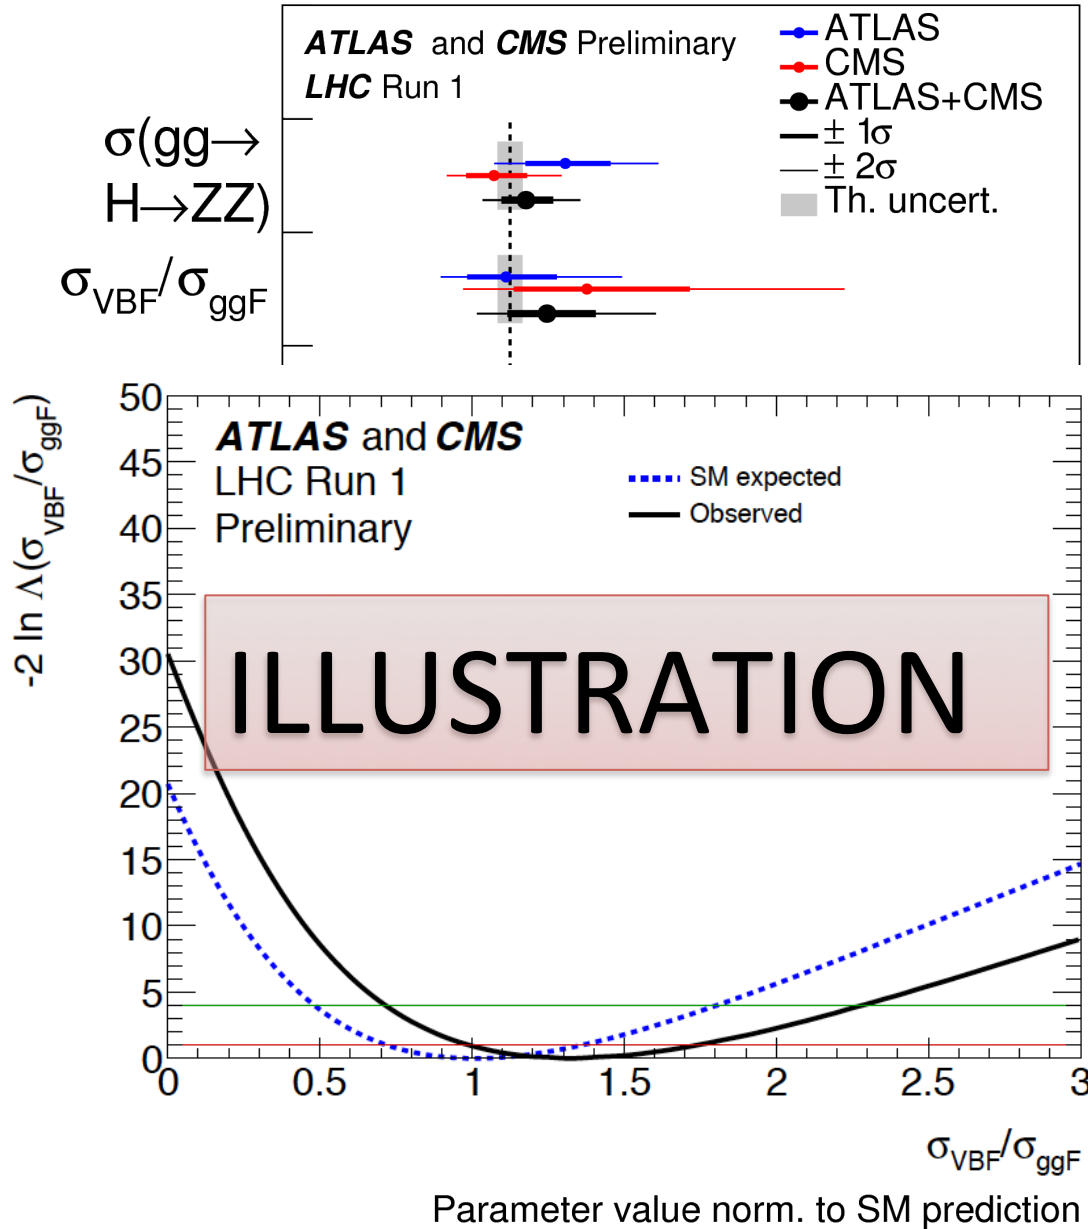 ATLAS and CMS Preliminary
LHC Run 1
ATLAS
CMS
ATLAS+CMS
± 1σ
± 2σ
Th. uncert.
σ(gg→
H→ZZ)
σVBF/σggF
-2 ln Λ(σVBF/σggF)
50
45
40
35
30
25
20
15
10
5
0
ATLAS and CMS
LHC Run 1
Preliminary
SM expected
Observed
ILLUSTRATION
0 0.5 1 1.5 2 2.5 3
σVBF/σggF
Parameter value norm. to SM prediction